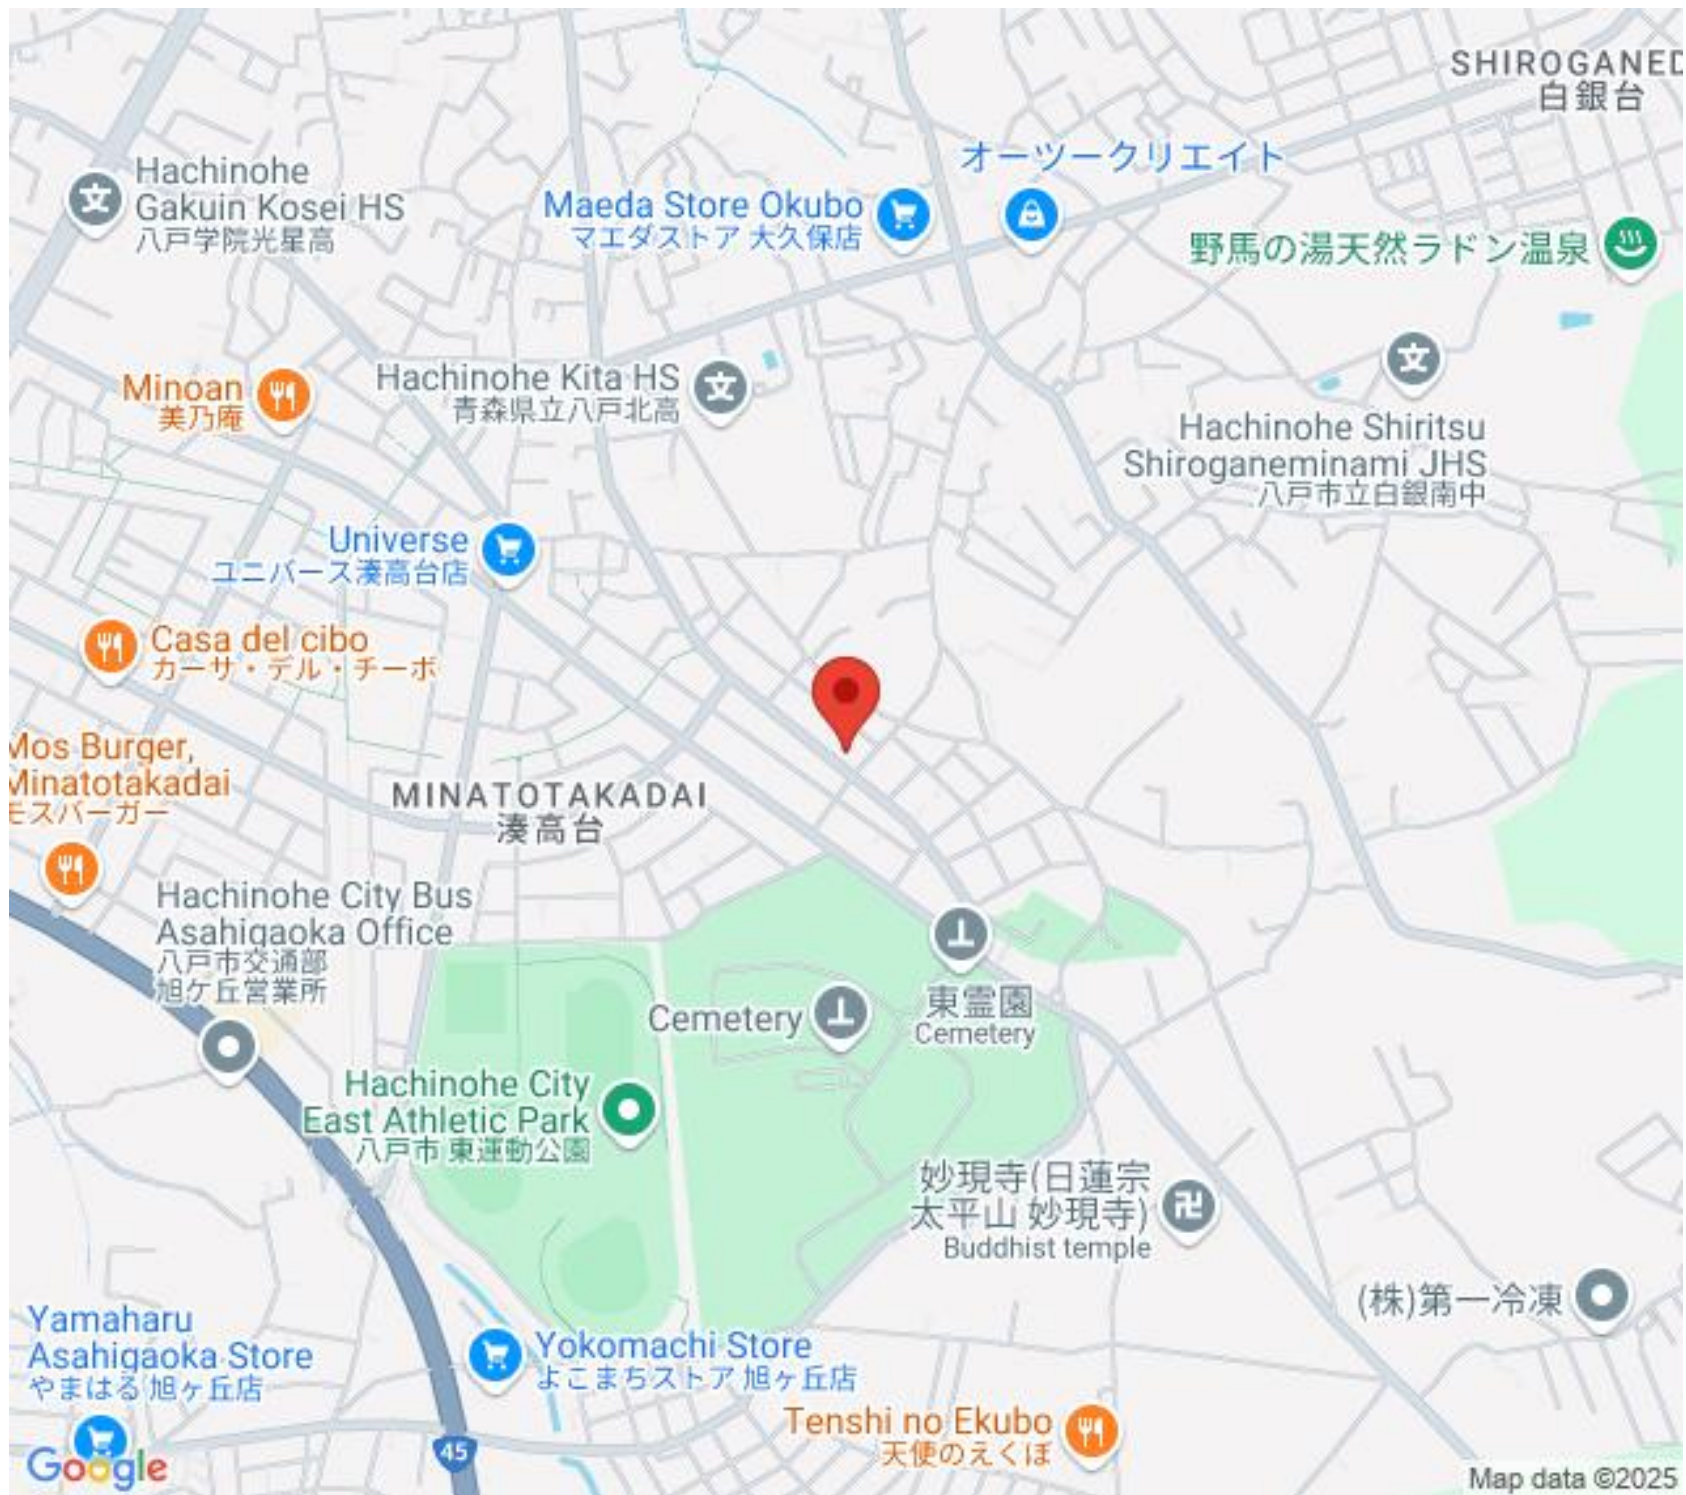 SHIROGANED
白銀台
オーツークリエイト
Hachinohe
Gakuin Kosei HS
八戸学院光星高
Maeda Store Okubo
マエダストア 大久保店
野馬の湯天然ラドン温泉
Minoan
美乃庵
Hachinohe Kita HS
青森県立八戸北高
Hachinohe Shiritsu
Shiroganeminami JHS
八戸市立白銀南中
Universe
ユニバース湊高台店
Casa del cibo
カーサ・デル・チーボ
Mos Burger,
Minatotakadai
モスバーガー
MINATOTAKADAI
湊高台
Hachinohe City Bus
Asahigaoka Office
八戸市交通部
旭ケ丘営業所
Cemetery
東霊園
Cemetery
Hachinohe City
East Athletic Park
八戸市 東運動公園
妙現寺(日蓮宗
太平山 妙現寺)
Buddhist temple
(株)第一冷凍
Yamaharu
Asahigaoka Store
やまはる 旭ヶ丘店
Yokomachi Store
よこまちストア 旭ヶ丘店
Tenshi no Ekubo
天使のえくぼ
45
Google
Map data ©2025